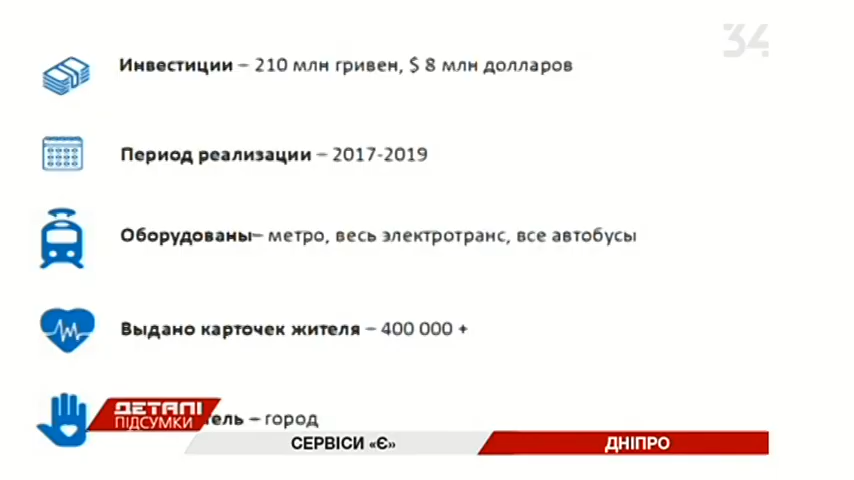 34
Инвестиции – 210 млн гривен, $ 8 млн долларов
Период реализации – 2017-2019
Оборудованы– метро, весь электротранс, все автобусы
Выдано карточек жителя – 400 000 +
– город
ДЕТАЛІ
ПІДСУМКИ
СЕРВІСИ «Є»
ДНІПРО